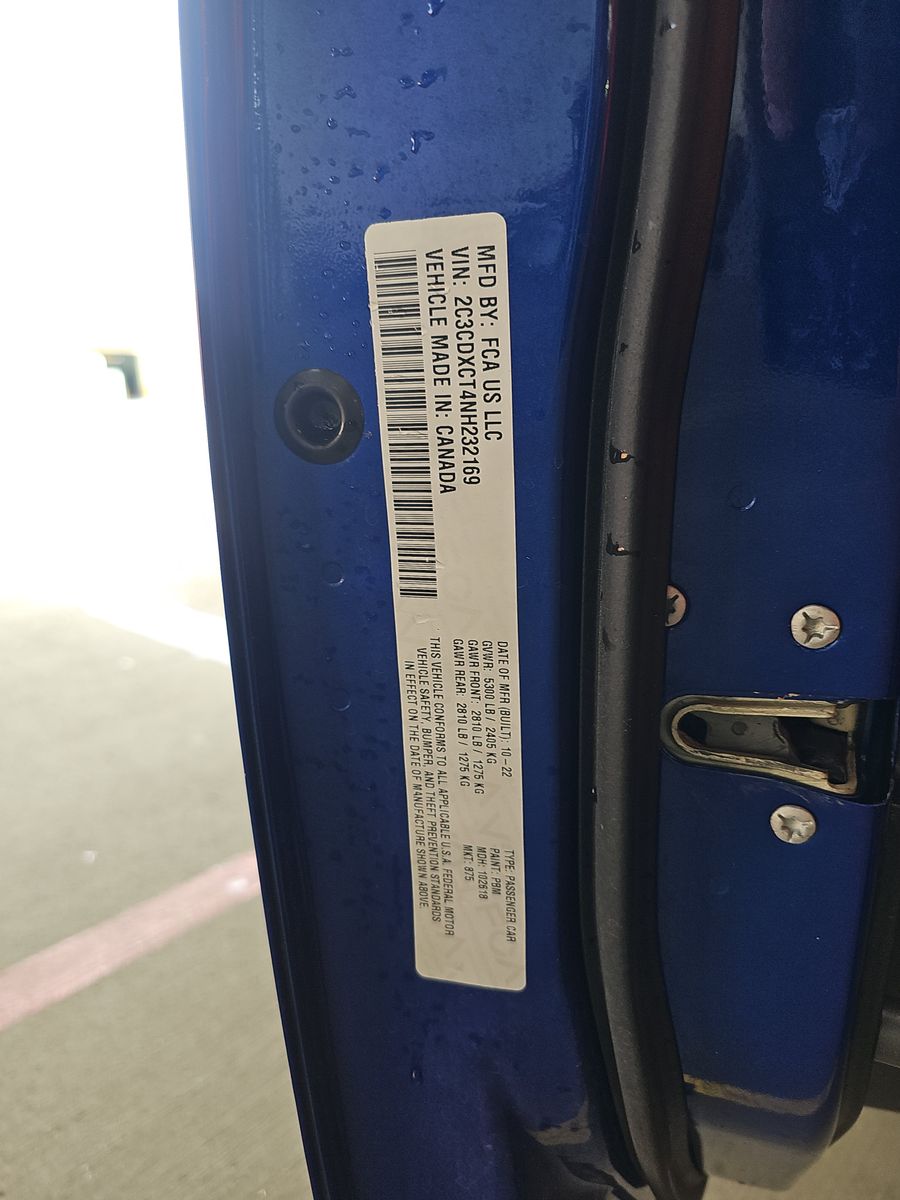 MFD BY: FCA US LLC
VIN: 2C3CDXCT4NH232169
VEHICLE MADE IN: CANADA
DATE OF MFR (BUILT): 10-22
GVWR: 5300 LB / 2405 KG
GAWR FRONT: 2810 LB / 1275 KG
GAWR REAR: 2810 LB / 1275 KG
TYPE: PASSENGER CAR
PAINT: PBM
MDH: 102619
MKT: 875
THIS VEHICLE CONFORMS TO ALL APPLICABLE U.S.A. FEDERAL MOTOR
VEHICLE SAFETY, BUMPER, AND THEFT PREVENTION STANDARDS
IN EFFECT ON THE DATE OF MANUFACTURE SHOWN ABOVE.